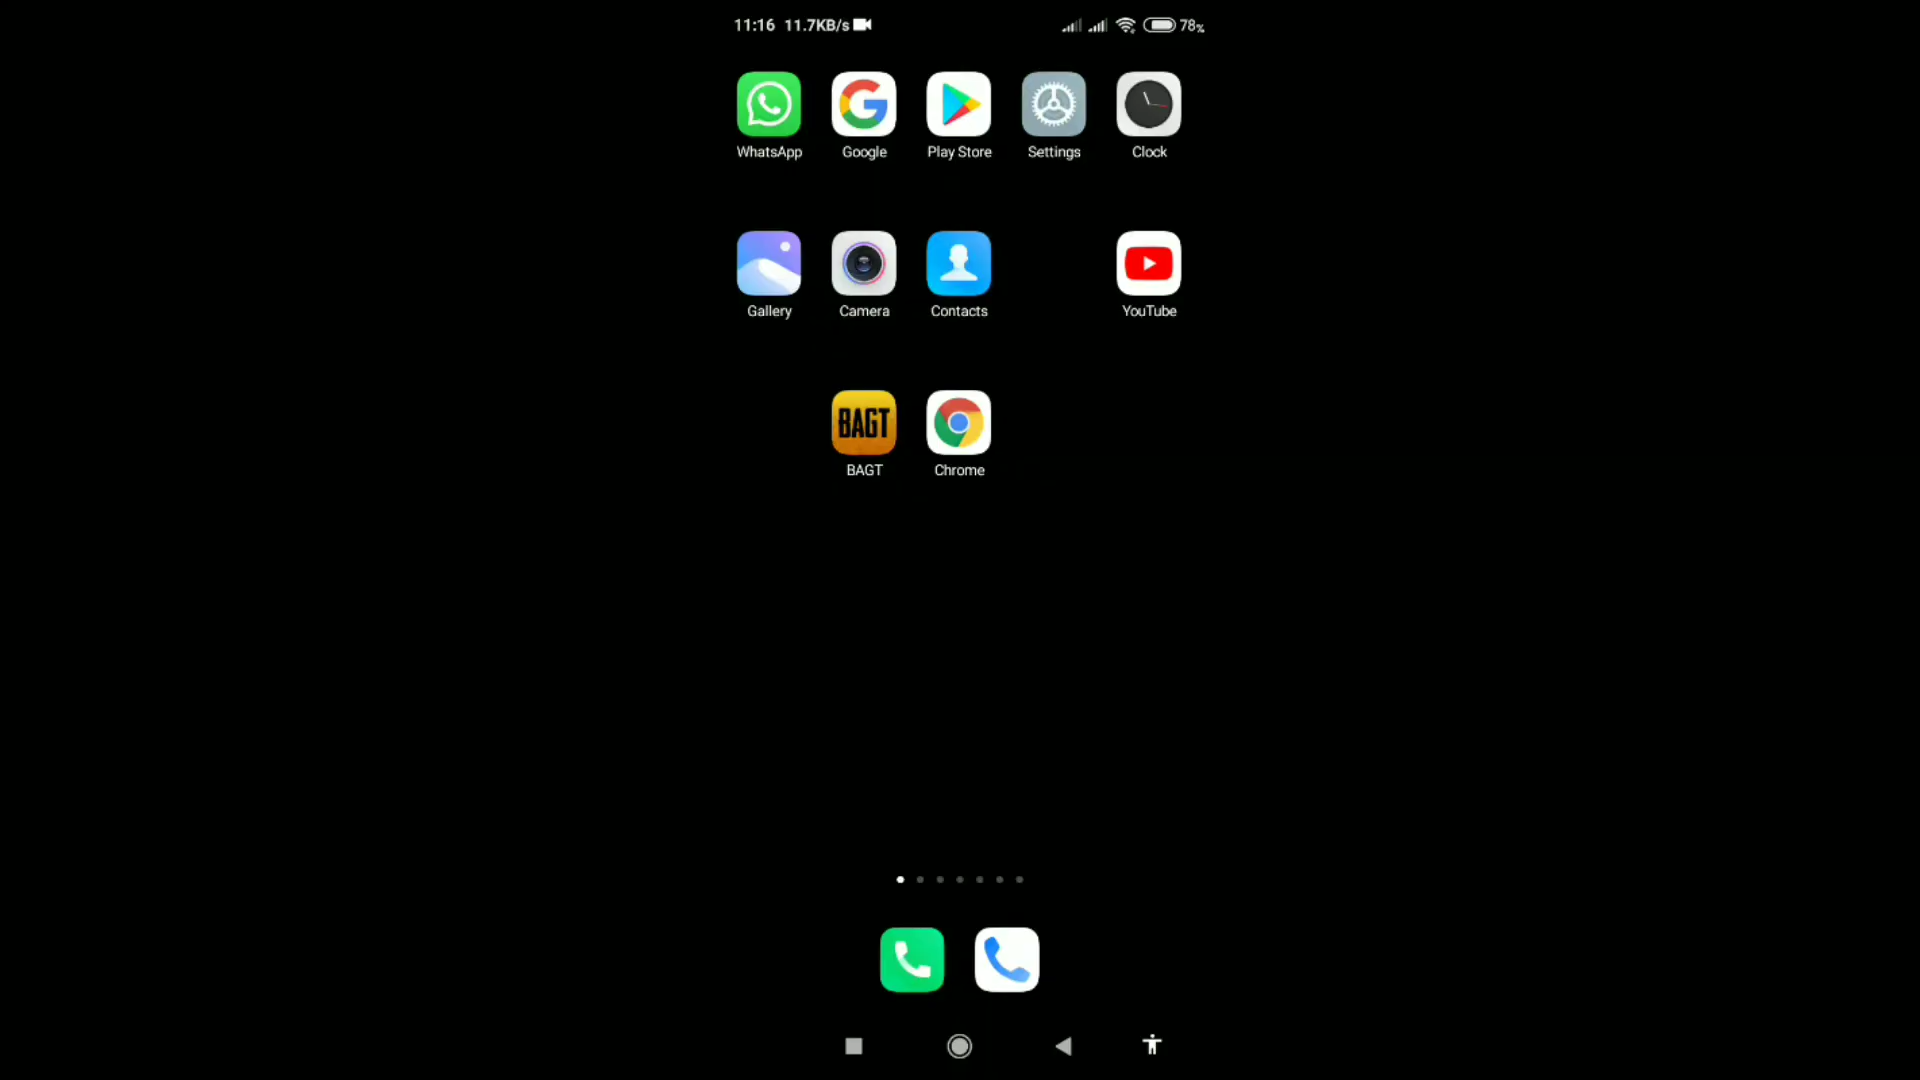 11:16 11.7KB/s 78%
WhatsApp Google Play Store Settings Clock
Gallery Camera Contacts YouTube
BAGT
BAGT Chrome